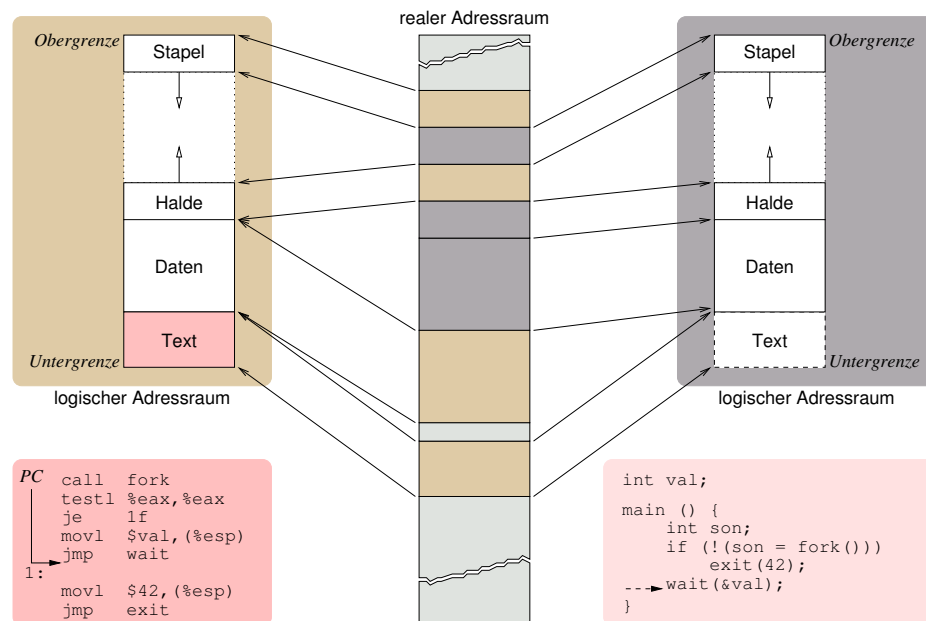 realer Adressraum
Obergrenze
Stapel
Halde
Daten
Text
Untergrenze
logischer Adressraum
Stapel
Obergrenze
Halde
Daten
Text
Untergrenze
logischer Adressraum
PC
call fork
testl %eax,%eax
je 1f
movl $val,(%esp)
jmp wait
1:
movl $42,(%esp)
jmp exit
int val;
main () {
int son;
if (!(son = fork()))
exit(42);
wait(&val);
}